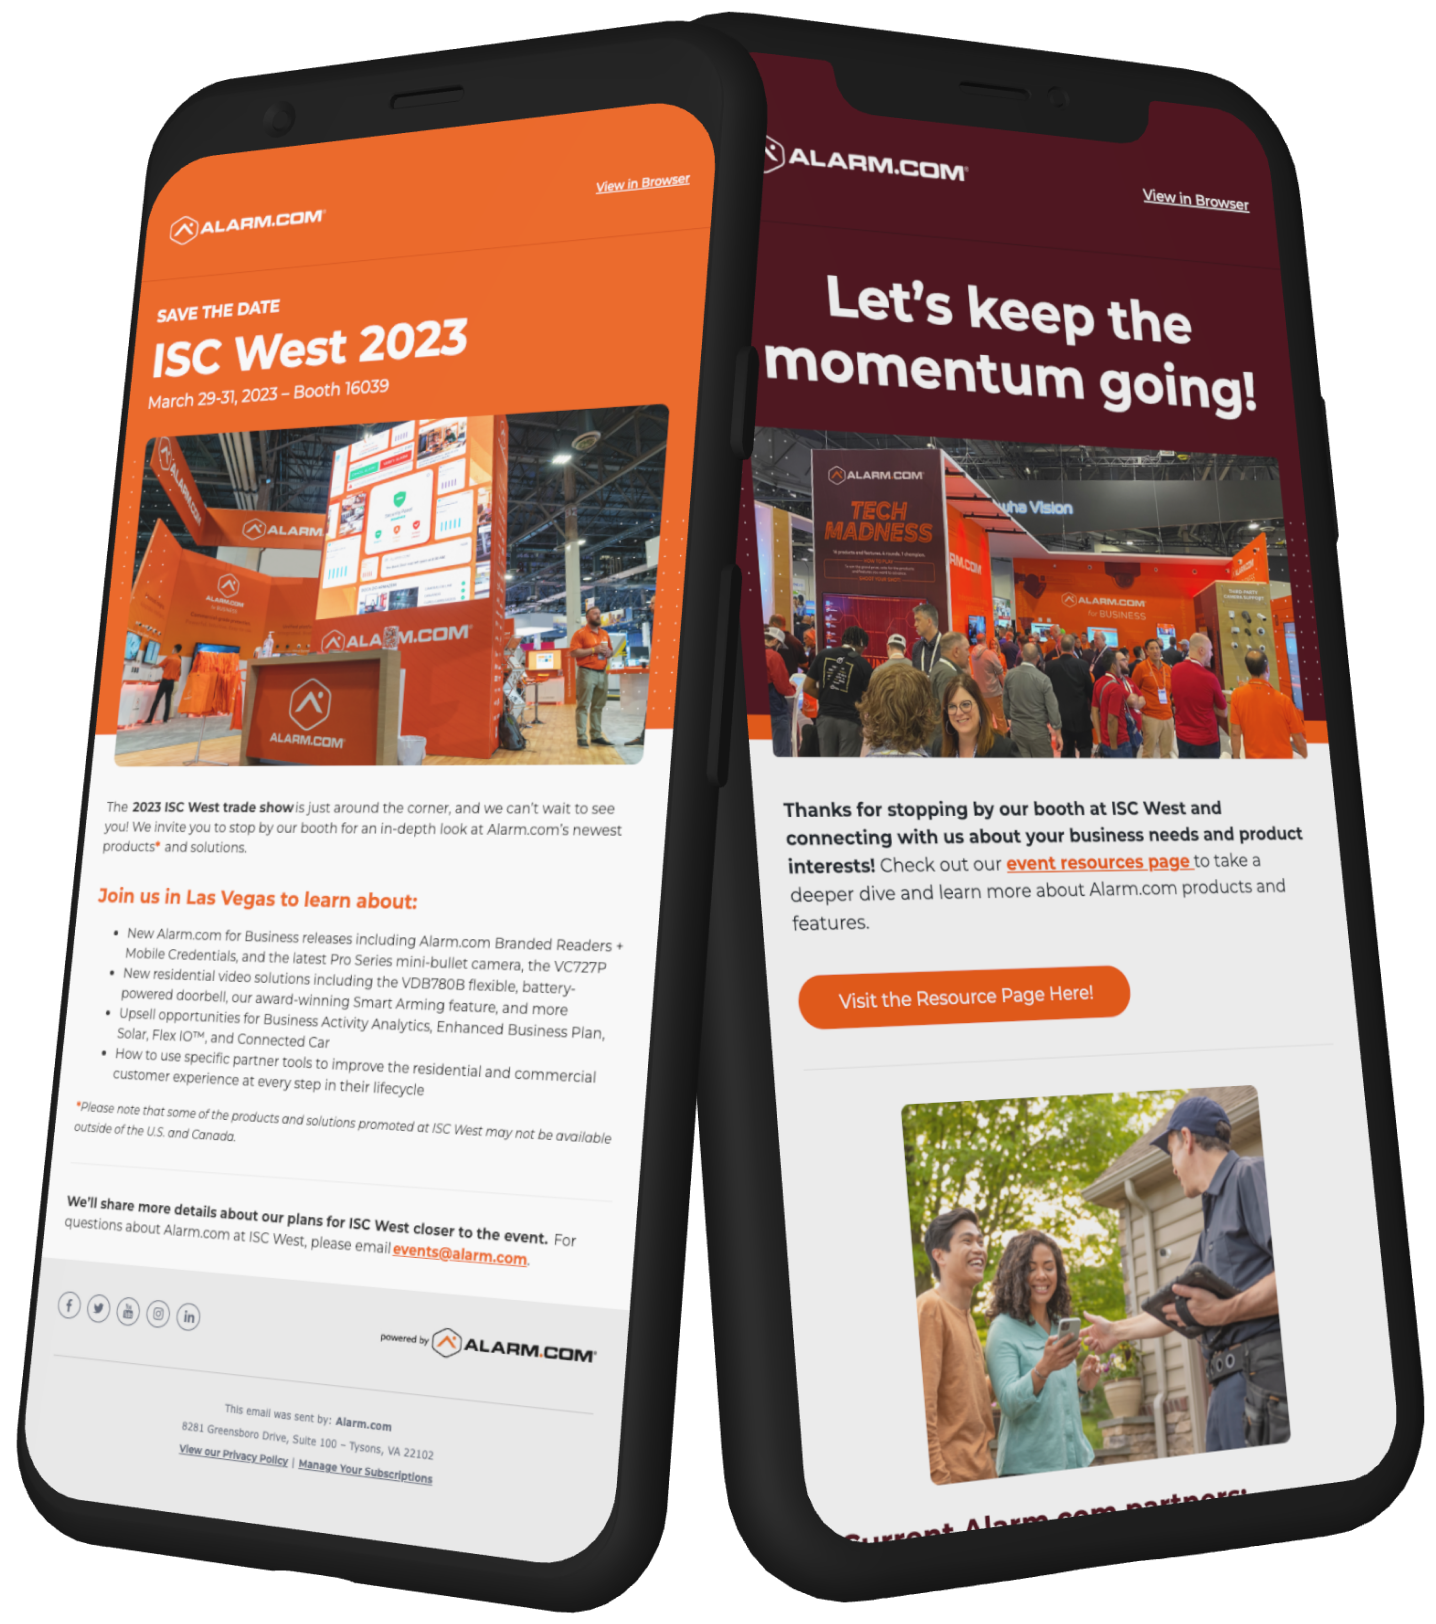 ALARM.COM
View in Browser
SAVE THE DATE
ISC West 2023
March 29-31, 2023 – Booth 16039
ALARM.COM
ALARM
ALARM.COM
ALARM.COM
ALARM.COM
The 2023 ISC West trade show is just around the corner, and we can't wait to see
you! We invite you to stop by our booth for an in-depth look at Alarm.com's newest
products* and solutions.
Join us in Las Vegas to learn about:
• New Alarm.com for Business releases including Alarm.com Branded Readers +
Mobile Credentials, and the latest Pro Series mini-bullet camera, the VC727P
• New residential video solutions including the VDB780B flexible, battery-
powered doorbell, our award-winning Smart Arming feature, and more
• Upsell opportunities for Business Activity Analytics, Enhanced Business Plan,
Solar, Flex IO™, and Connected Car
• How to use specific partner tools to improve the residential and commercial
customer experience at every step in their lifecycle
*Please note that some of the products and solutions promoted at ISC West may not be available
outside of the U.S. and Canada.
We'll share more details about our plans for ISC West closer to the event. For
questions about Alarm.com at ISC West, please email events@alarm.com.
powered by ALARM.COM®
This email was sent by: Alarm.com
8281 Greensboro Drive, Suite 100 – Tysons, VA 22102
View our Privacy Policy | Manage Your Subscriptions
ALARM.COM®
View in Browser
Let's keep the
momentum going!
ALARM.COM
TECH
MADNESS
uha Vision
RM.COM
ALARM.COM
for BUSINESS
Thanks for stopping by our booth at ISC West and
connecting with us about your business needs and product
interests! Check out our event resources page to take a
deeper dive and learn more about Alarm.com products and
features.
Visit the Resource Page Here!
Current Alarm.com partners: